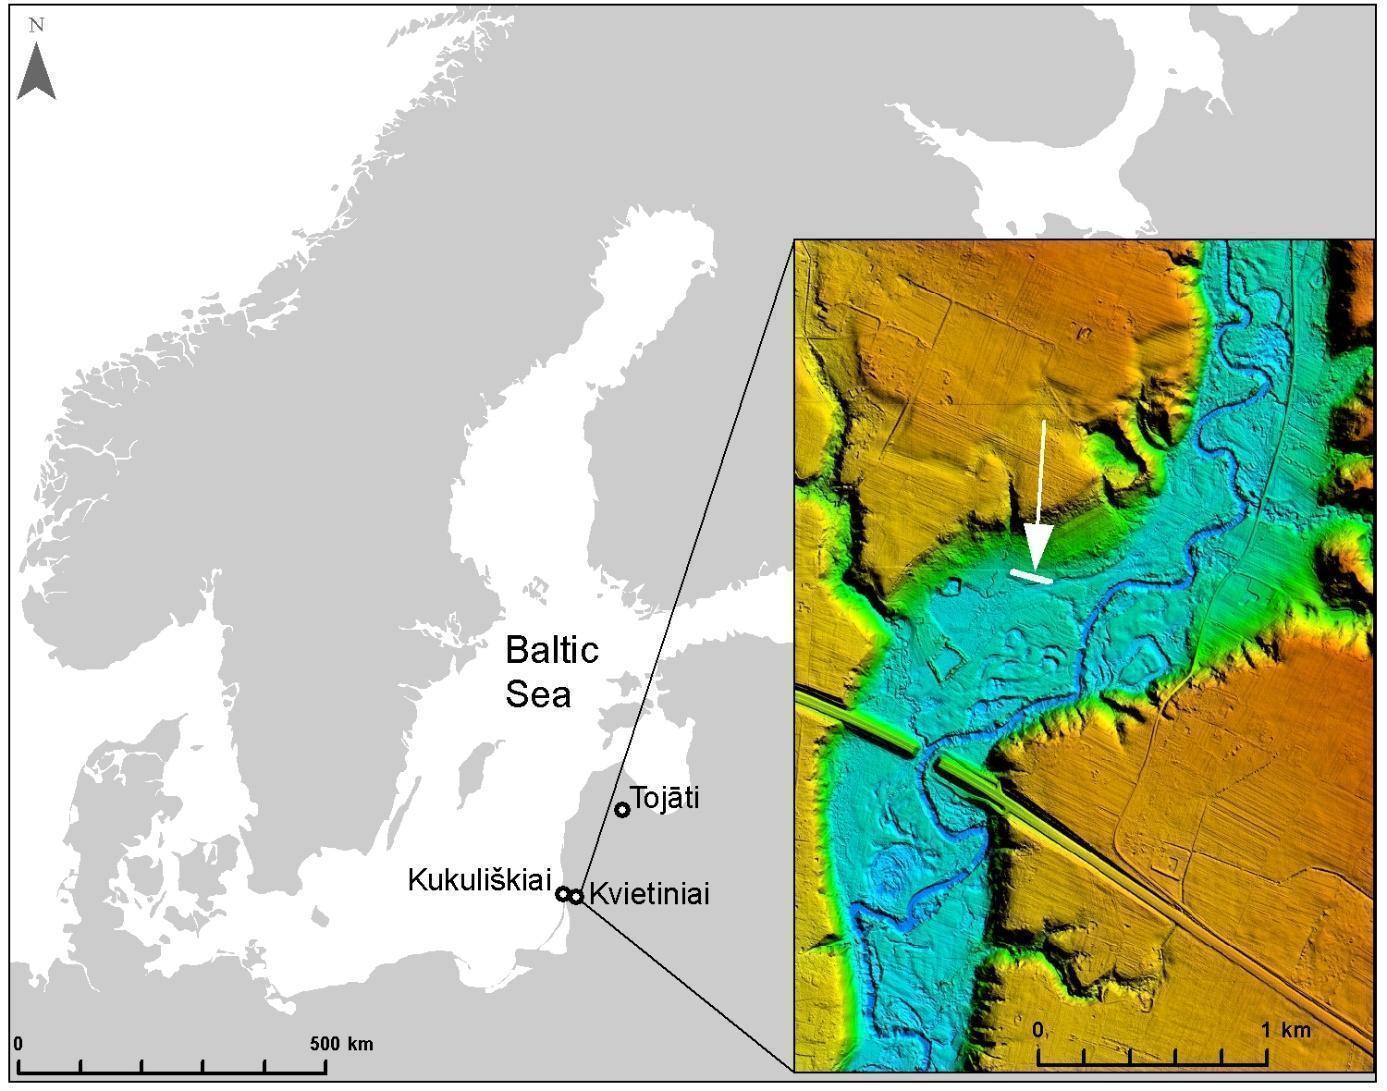 N
Baltic
Sea
Tojāti
Kukuliškiai
Kvietiniai
0
500 km
0
1 km